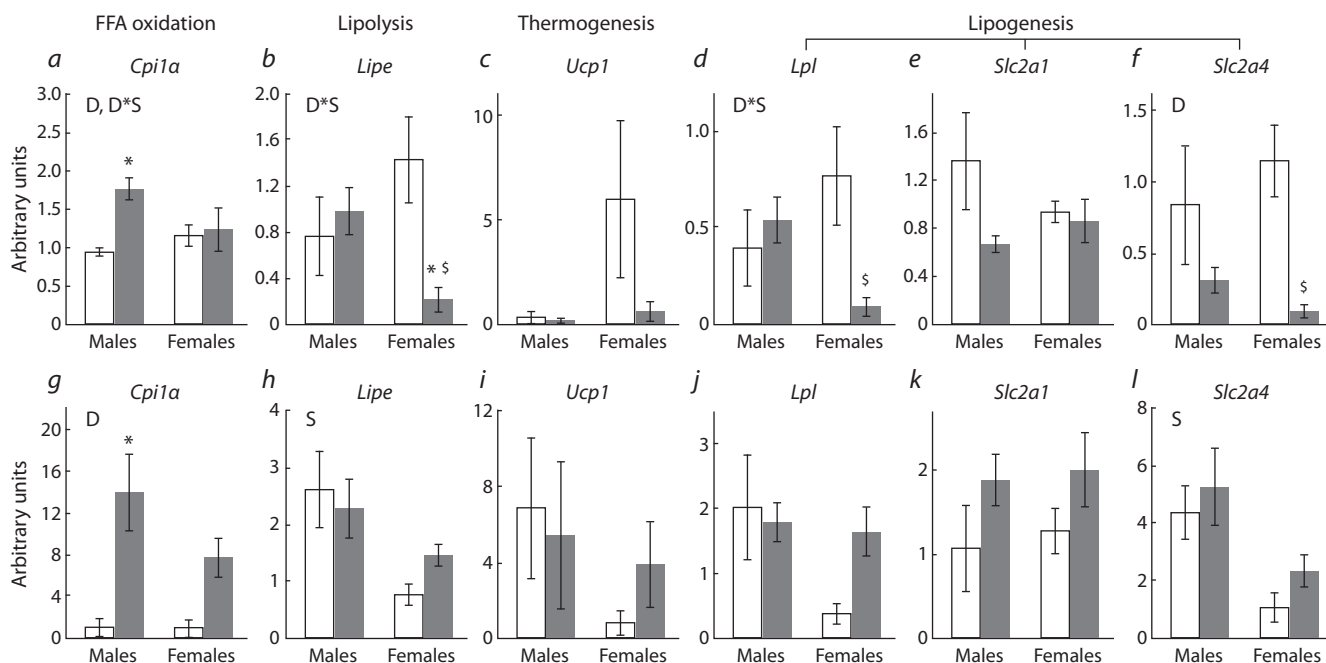 FFA oxidation Lipolysis Thermogenesis Lipogenesis
a b c d e f
Cpi1α Lipe Ucp1 Lpl Slc2a1 Slc2a4
Arbitrary units
3.0
2.5
2.0
1.5
1.0
0.5
0
D, D*S
*
Males Females
2.0
1.6
1.2
0.8
0.4
0
D*S
* $
Males Females
10
5
0
Males Females
1.0
0.5
0
D*S
$
Males Females
1.6
1.2
0.8
0.4
0
Males Females
1.5
1.0
0.5
0
D
$
Males Females
g h i j k l
Cpi1α Lipe Ucp1 Lpl Slc2a1 Slc2a4
Arbitrary units
20
16
12
8
4
0
D
*
Males Females
4
3
2
1
0
S
Males Females
12
8
4
0
Males Females
3
2
1
0
Males Females
2
1
0
Males Females
8
6
4
2
0
S
Males Females